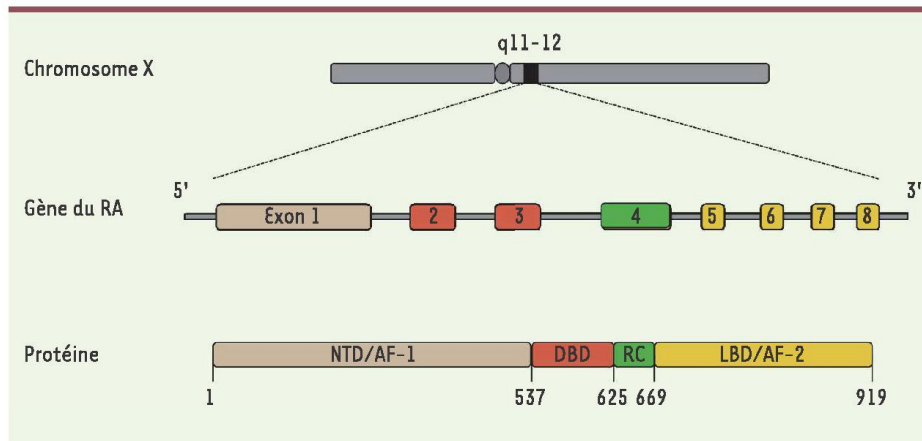 q11-12
Chromosome X
5' 3'
Gène du RA
Exon 1 2 3 4 5 6 7 8
Protéine
NTD/AF-1 DBD RC LBD/AF-2
1 537 625 669 919